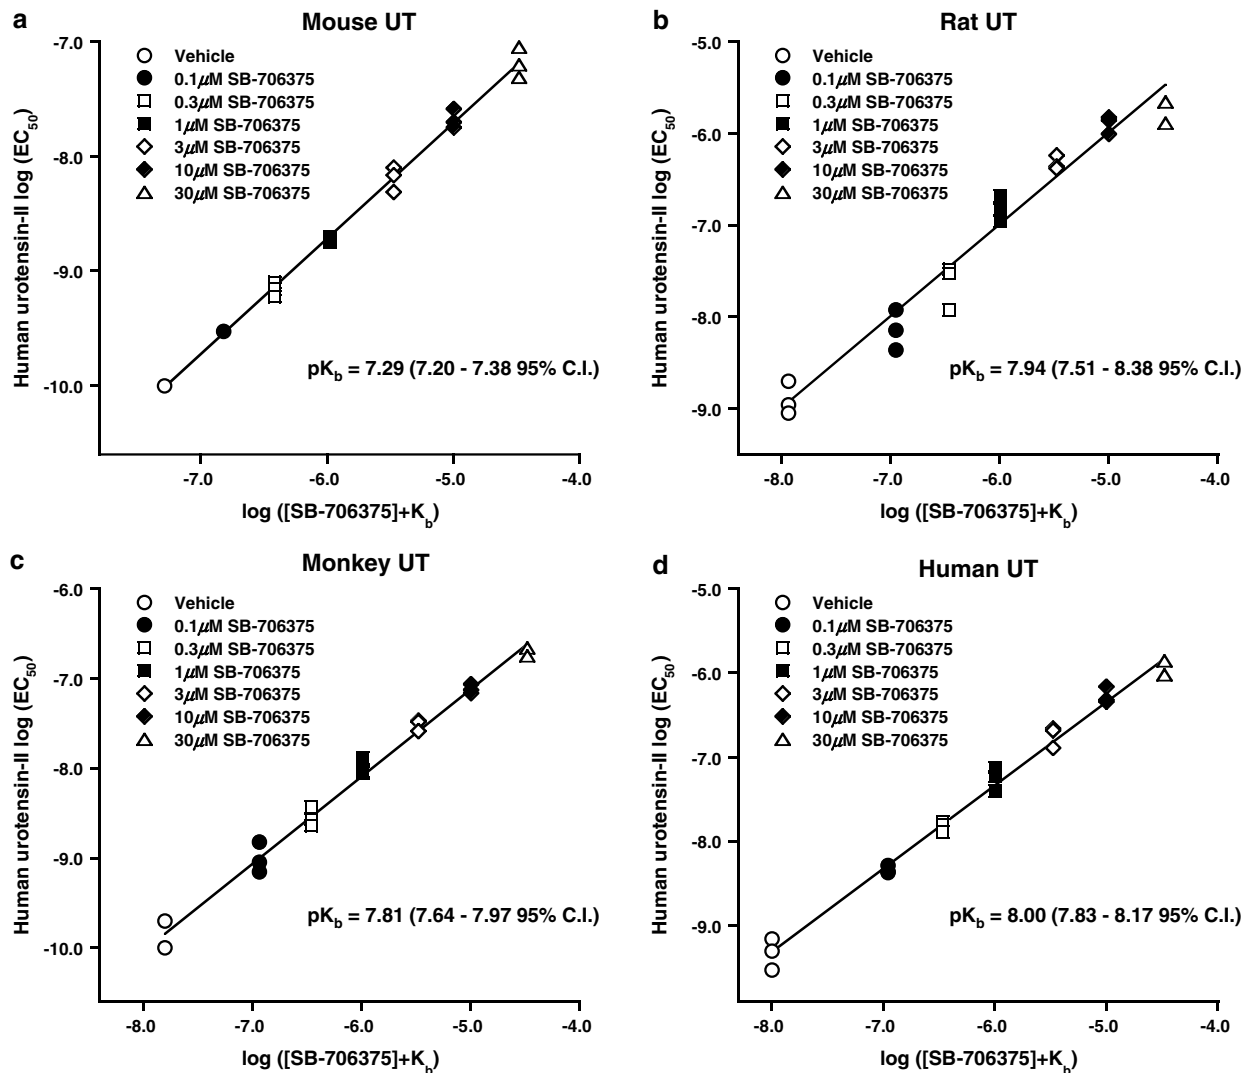 a
Mouse UT
-7.0
-8.0
-9.0
-10.0
Human urotensin-II log (EC50)
Vehicle
0.1μM SB-706375
0.3μM SB-706375
1μM SB-706375
3μM SB-706375
10μM SB-706375
30μM SB-706375
pKb = 7.29 (7.20 - 7.38 95% C.I.)
-7.0 -6.0 -5.0 -4.0
log ([SB-706375]+Kb)
b
Rat UT
-5.0
-6.0
-7.0
-8.0
-9.0
Human urotensin-II log (EC50)
Vehicle
0.1μM SB-706375
0.3μM SB-706375
1μM SB-706375
3μM SB-706375
10μM SB-706375
30μM SB-706375
pKb = 7.94 (7.51 - 8.38 95% C.I.)
-8.0 -7.0 -6.0 -5.0 -4.0
log ([SB-706375]+Kb)
c
Monkey UT
-6.0
-7.0
-8.0
-9.0
-10.0
Human urotensin-II log (EC50)
Vehicle
0.1μM SB-706375
0.3μM SB-706375
1μM SB-706375
3μM SB-706375
10μM SB-706375
30μM SB-706375
pKb = 7.81 (7.64 - 7.97 95% C.I.)
-8.0 -7.0 -6.0 -5.0 -4.0
log ([SB-706375]+Kb)
d
Human UT
-5.0
-6.0
-7.0
-8.0
-9.0
Human urotensin-II log (EC50)
Vehicle
0.1μM SB-706375
0.3μM SB-706375
1μM SB-706375
3μM SB-706375
10μM SB-706375
30μM SB-706375
pKb = 8.00 (7.83 - 8.17 95% C.I.)
-8.0 -7.0 -6.0 -5.0 -4.0
log ([SB-706375]+Kb)